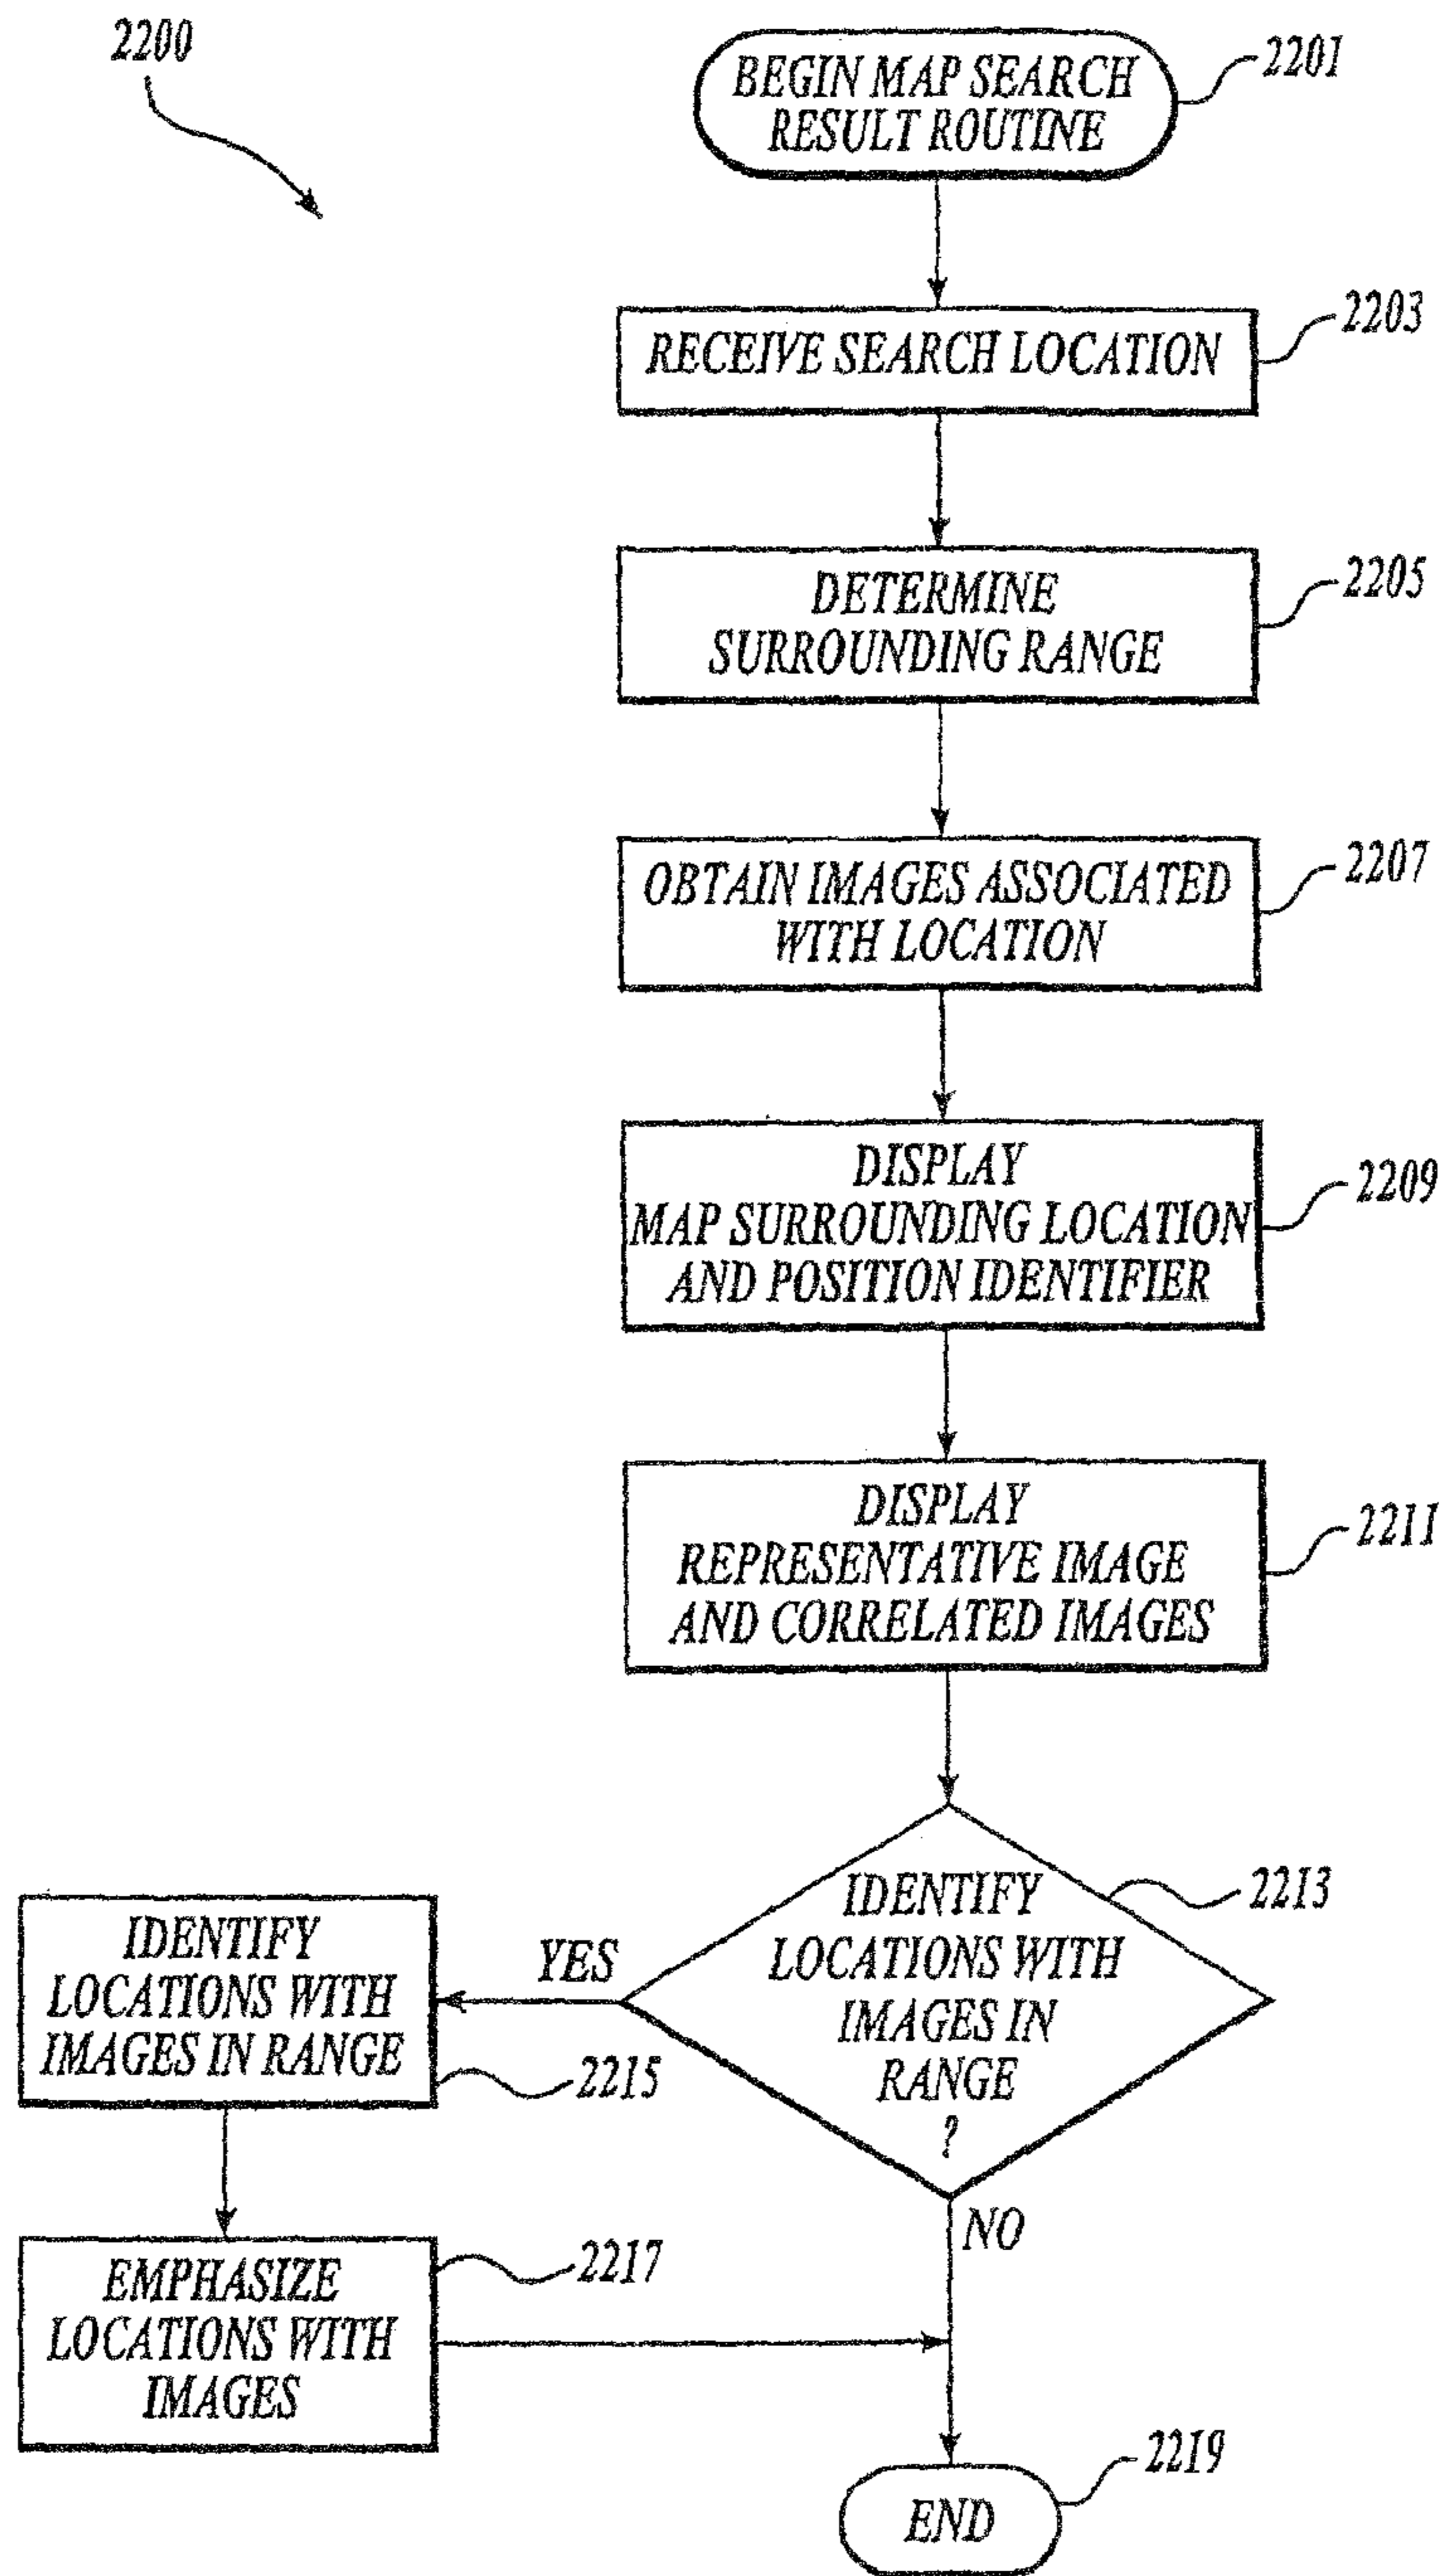 2200
BEGIN MAP SEARCH
RESULT ROUTINE
2201
RECEIVE SEARCH LOCATION
2203
DETERMINE
SURROUNDING RANGE
2205
OBTAIN IMAGES ASSOCIATED
WITH LOCATION
2207
DISPLAY
MAP SURROUNDING LOCATION
AND POSITION IDENTIFIER
2209
DISPLAY
REPRESENTATIVE IMAGE
AND CORRELATED IMAGES
2211
IDENTIFY
LOCATIONS WITH
IMAGES IN
RANGE
?
2213
YES
IDENTIFY
LOCATIONS WITH
IMAGES IN RANGE
2215
NO
EMPHASIZE
LOCATIONS WITH
IMAGES
2217
END
2219